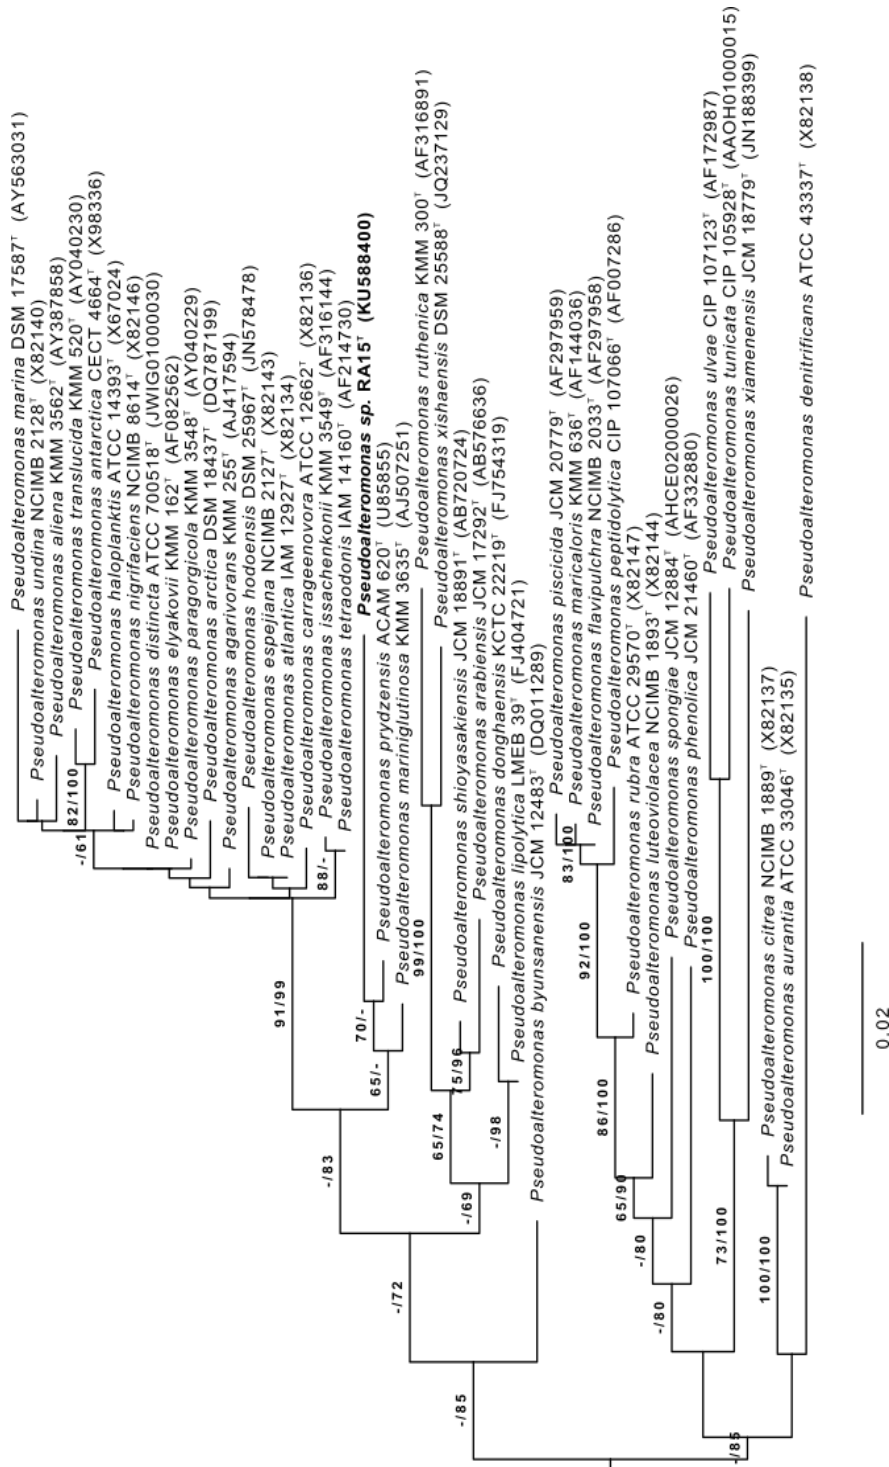 Pseudoalteromonas marina DSM 17587ᵀ (AY563031)
Pseudoalteromonas undina NCIMB 2128ᵀ (X82140)
Pseudoalteromonas aliena KMM 3562ᵀ (AY387858)
Pseudoalteromonas translucida KMM 520ᵀ (AY040230)
82/100
Pseudoalteromonas antarctica CECT 4664ᵀ (X98336)
-/61
Pseudoalteromonas haloplanktis ATCC 14393ᵀ (X67024)
Pseudoalteromonas nigrifaciens NCIMB 8614ᵀ (X82146)
Pseudoalteromonas distincta ATCC 700518ᵀ (JWIG01000030)
Pseudoalteromonas elyakovii KMM 162ᵀ (AF082562)
Pseudoalteromonas paragorgicola KMM 3548ᵀ (AY040229)
Pseudoalteromonas arctica DSM 18437ᵀ (DQ787199)
Pseudoalteromonas agarivorans KMM 255ᵀ (AJ417594)
Pseudoalteromonas hodoensis DSM 25967ᵀ (JN578478)
Pseudoalteromonas espejiana NCIMB 2127ᵀ (X82143)
Pseudoalteromonas atlantica IAM 12927ᵀ (X82134)
91/99
Pseudoalteromonas carrageenovora ATCC 12662ᵀ (X82136)
Pseudoalteromonas issachenkonii KMM 3549ᵀ (AF316144)
88/-
Pseudoalteromonas tetraodonis IAM 14160ᵀ (AF214730)
-/83
Pseudoalteromonas sp. RA15ᵀ (KU588400)
70/-
Pseudoalteromonas prydzensis ACAM 620ᵀ (U85855)
65/-
Pseudoalteromonas mariniglutinosa KMM 3635ᵀ (AJ507251)
-/72
99/100
Pseudoalteromonas ruthenica KMM 300ᵀ (AF316891)
Pseudoalteromonas xishaensis DSM 25588ᵀ (JQ237129)
65/74
Pseudoalteromonas shioyasakiensis JCM 18891ᵀ (AB720724)
75/96
Pseudoalteromonas arabiensis JCM 17292ᵀ (AB576636)
-/69
Pseudoalteromonas donghaensis KCTC 22219ᵀ (FJ754319)
-/98
Pseudoalteromonas lipolytica LMEB 39ᵀ (FJ404721)
Pseudoalteromonas byunsanensis JCM 12483ᵀ (DQ011289)
-/85
Pseudoalteromonas piscicida JCM 20779ᵀ (AF297959)
83/100
Pseudoalteromonas maricaloris KMM 636ᵀ (AF144036)
92/100
Pseudoalteromonas flavipulchra NCIMB 2033ᵀ (AF297958)
Pseudoalteromonas peptidolytica CIP 107066ᵀ (AF007286)
86/100
Pseudoalteromonas rubra ATCC 29570ᵀ (X82147)
65/90
Pseudoalteromonas luteoviolacea NCIMB 1893ᵀ (X82144)
-/80
Pseudoalteromonas spongiae JCM 12884ᵀ (AHCE02000026)
-/80
Pseudoalteromonas phenolica JCM 21460ᵀ (AF332880)
100/100
Pseudoalteromonas ulvae CIP 107123ᵀ (AF172987)
Pseudoalteromonas tunicata CIP 105928ᵀ (AAOH01000015)
73/100
Pseudoalteromonas xiamenensis JCM 18779ᵀ (JN188399)
-/85
100/100
Pseudoalteromonas citrea NCIMB 1889ᵀ (X82137)
Pseudoalteromonas aurantia ATCC 33046ᵀ (X82135)
Pseudoalteromonas denitrificans ATCC 43337ᵀ (X82138)
0.02